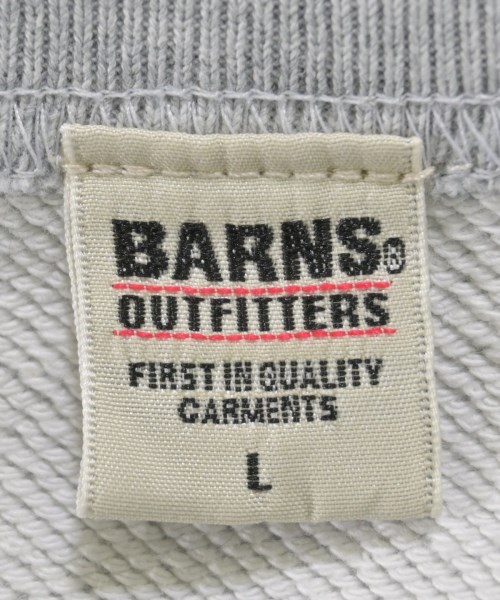 BARNS®
OUTFITTERS
FIRST IN QUALITY
GARMENTS
L